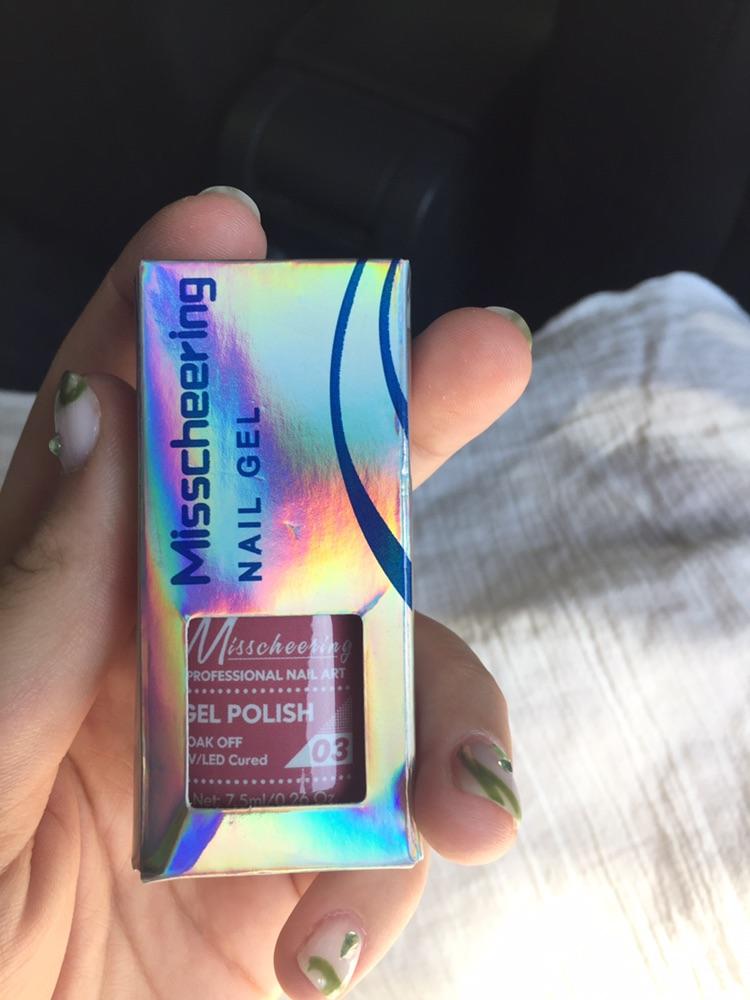 Misscheering
NAIL GEL
Misscheering
PROFESSIONAL NAIL ART
GEL POLISH
OAK OFF
V/LED Cured
03
Net: 7.5ml/0.26 Oz